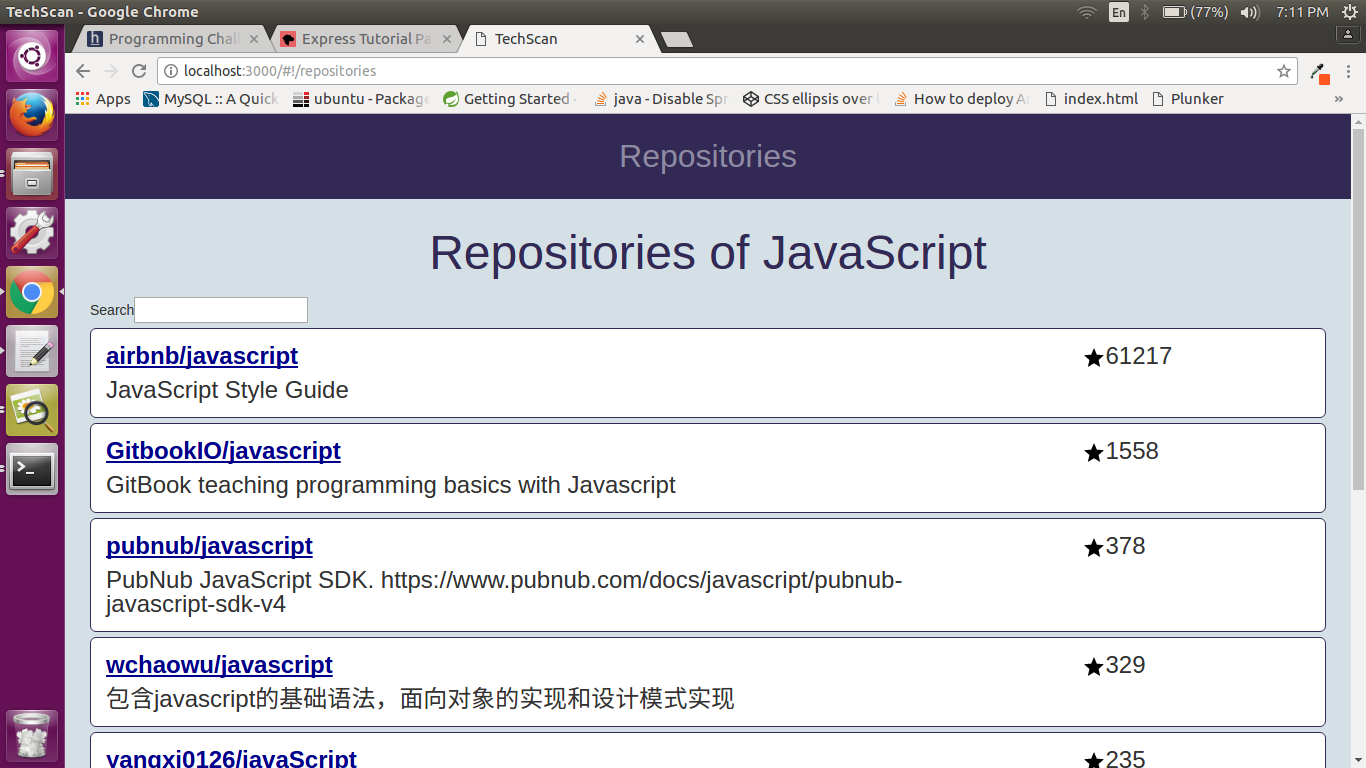 TechScan - Google Chrome
En
(77%)
7:11 PM
Programming Chal
Express Tutorial Pa
TechScan
localhost:3000/#!/repositories
Apps
MySQL :: A Quick
ubuntu - Package
Getting Started -
java - Disable Spr
CSS ellipsis over
How to deploy
index.html
Plunker
»
Repositories
Repositories of JavaScript
Search
airbnb/javascript
★61217
JavaScript Style Guide
GitbookIO/javascript
★1558
GitBook teaching programming basics with Javascript
pubnub/javascript
★378
PubNub JavaScript SDK. https://www.pubnub.com/docs/javascript/pubnub-
javascript-sdk-v4
wchaowu/javascript
★329
包含javascript的基础语法，面向对象的实现和设计模式实现
yangxi0126/javaScript
★235